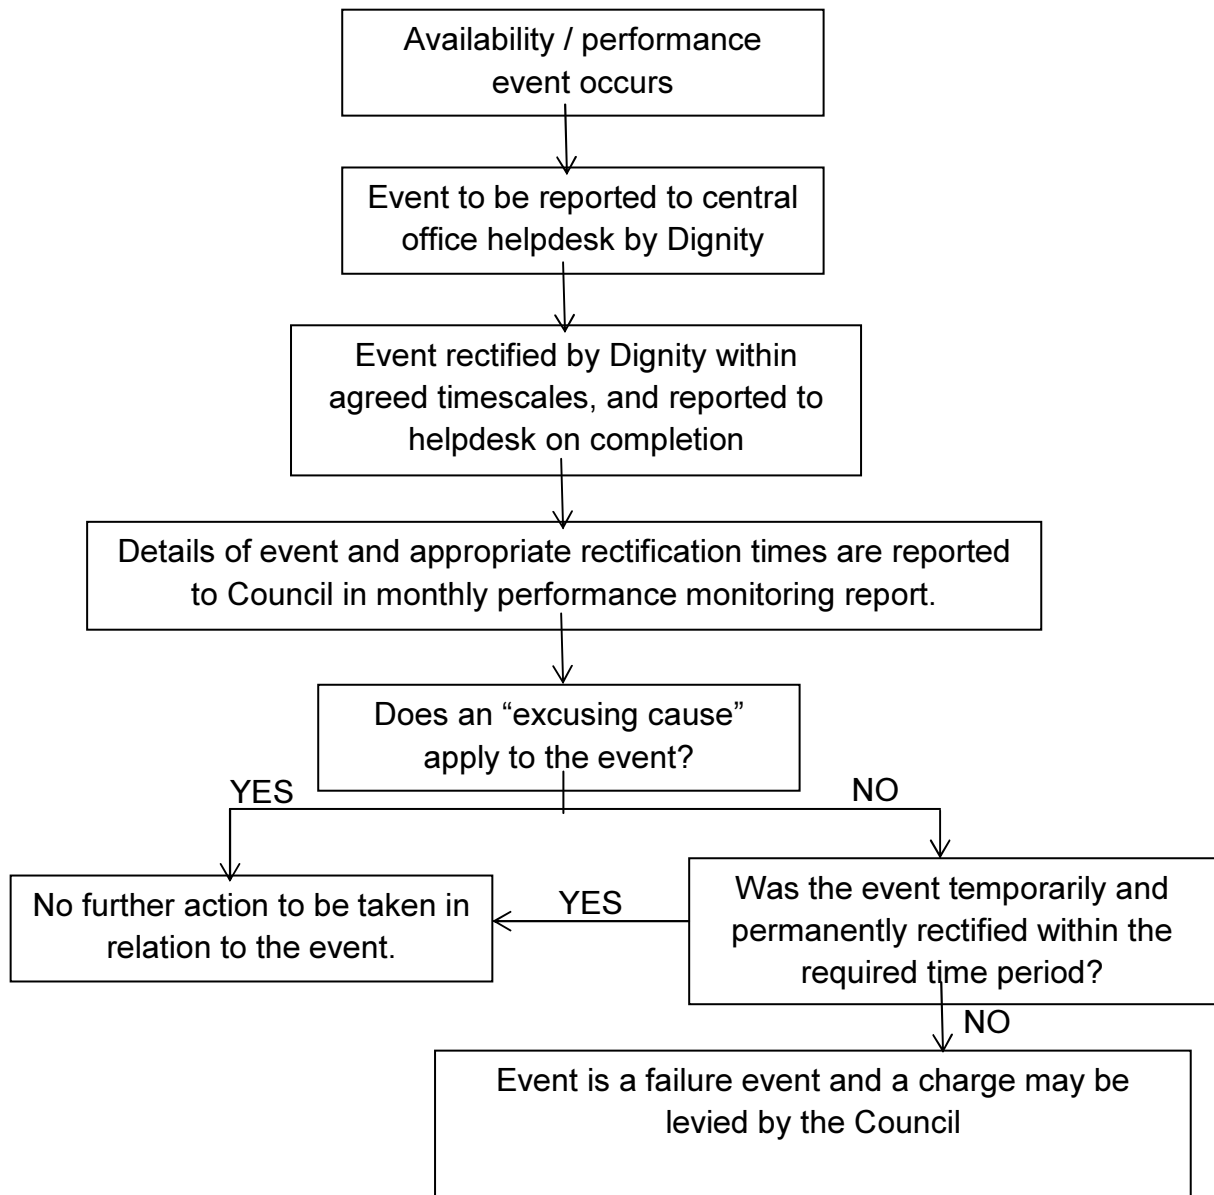 Availability / performance
event occurs
Event to be reported to central
office helpdesk by Dignity
Event rectified by Dignity within
agreed timescales, and reported to
helpdesk on completion
Details of event and appropriate rectification times are reported
to Council in monthly performance monitoring report.
Does an “excusing cause”
apply to the event?
YES
NO
No further action to be taken in
relation to the event.
YES
Was the event temporarily and
permanently rectified within the
required time period?
NO
Event is a failure event and a charge may be
levied by the Council